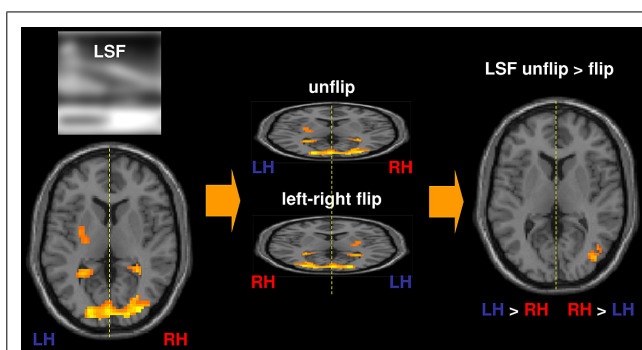 LSF
LH RH
unflip
LH RH
left-right flip
RH LH
LSF unflip > flip
LH > RH RH > LH